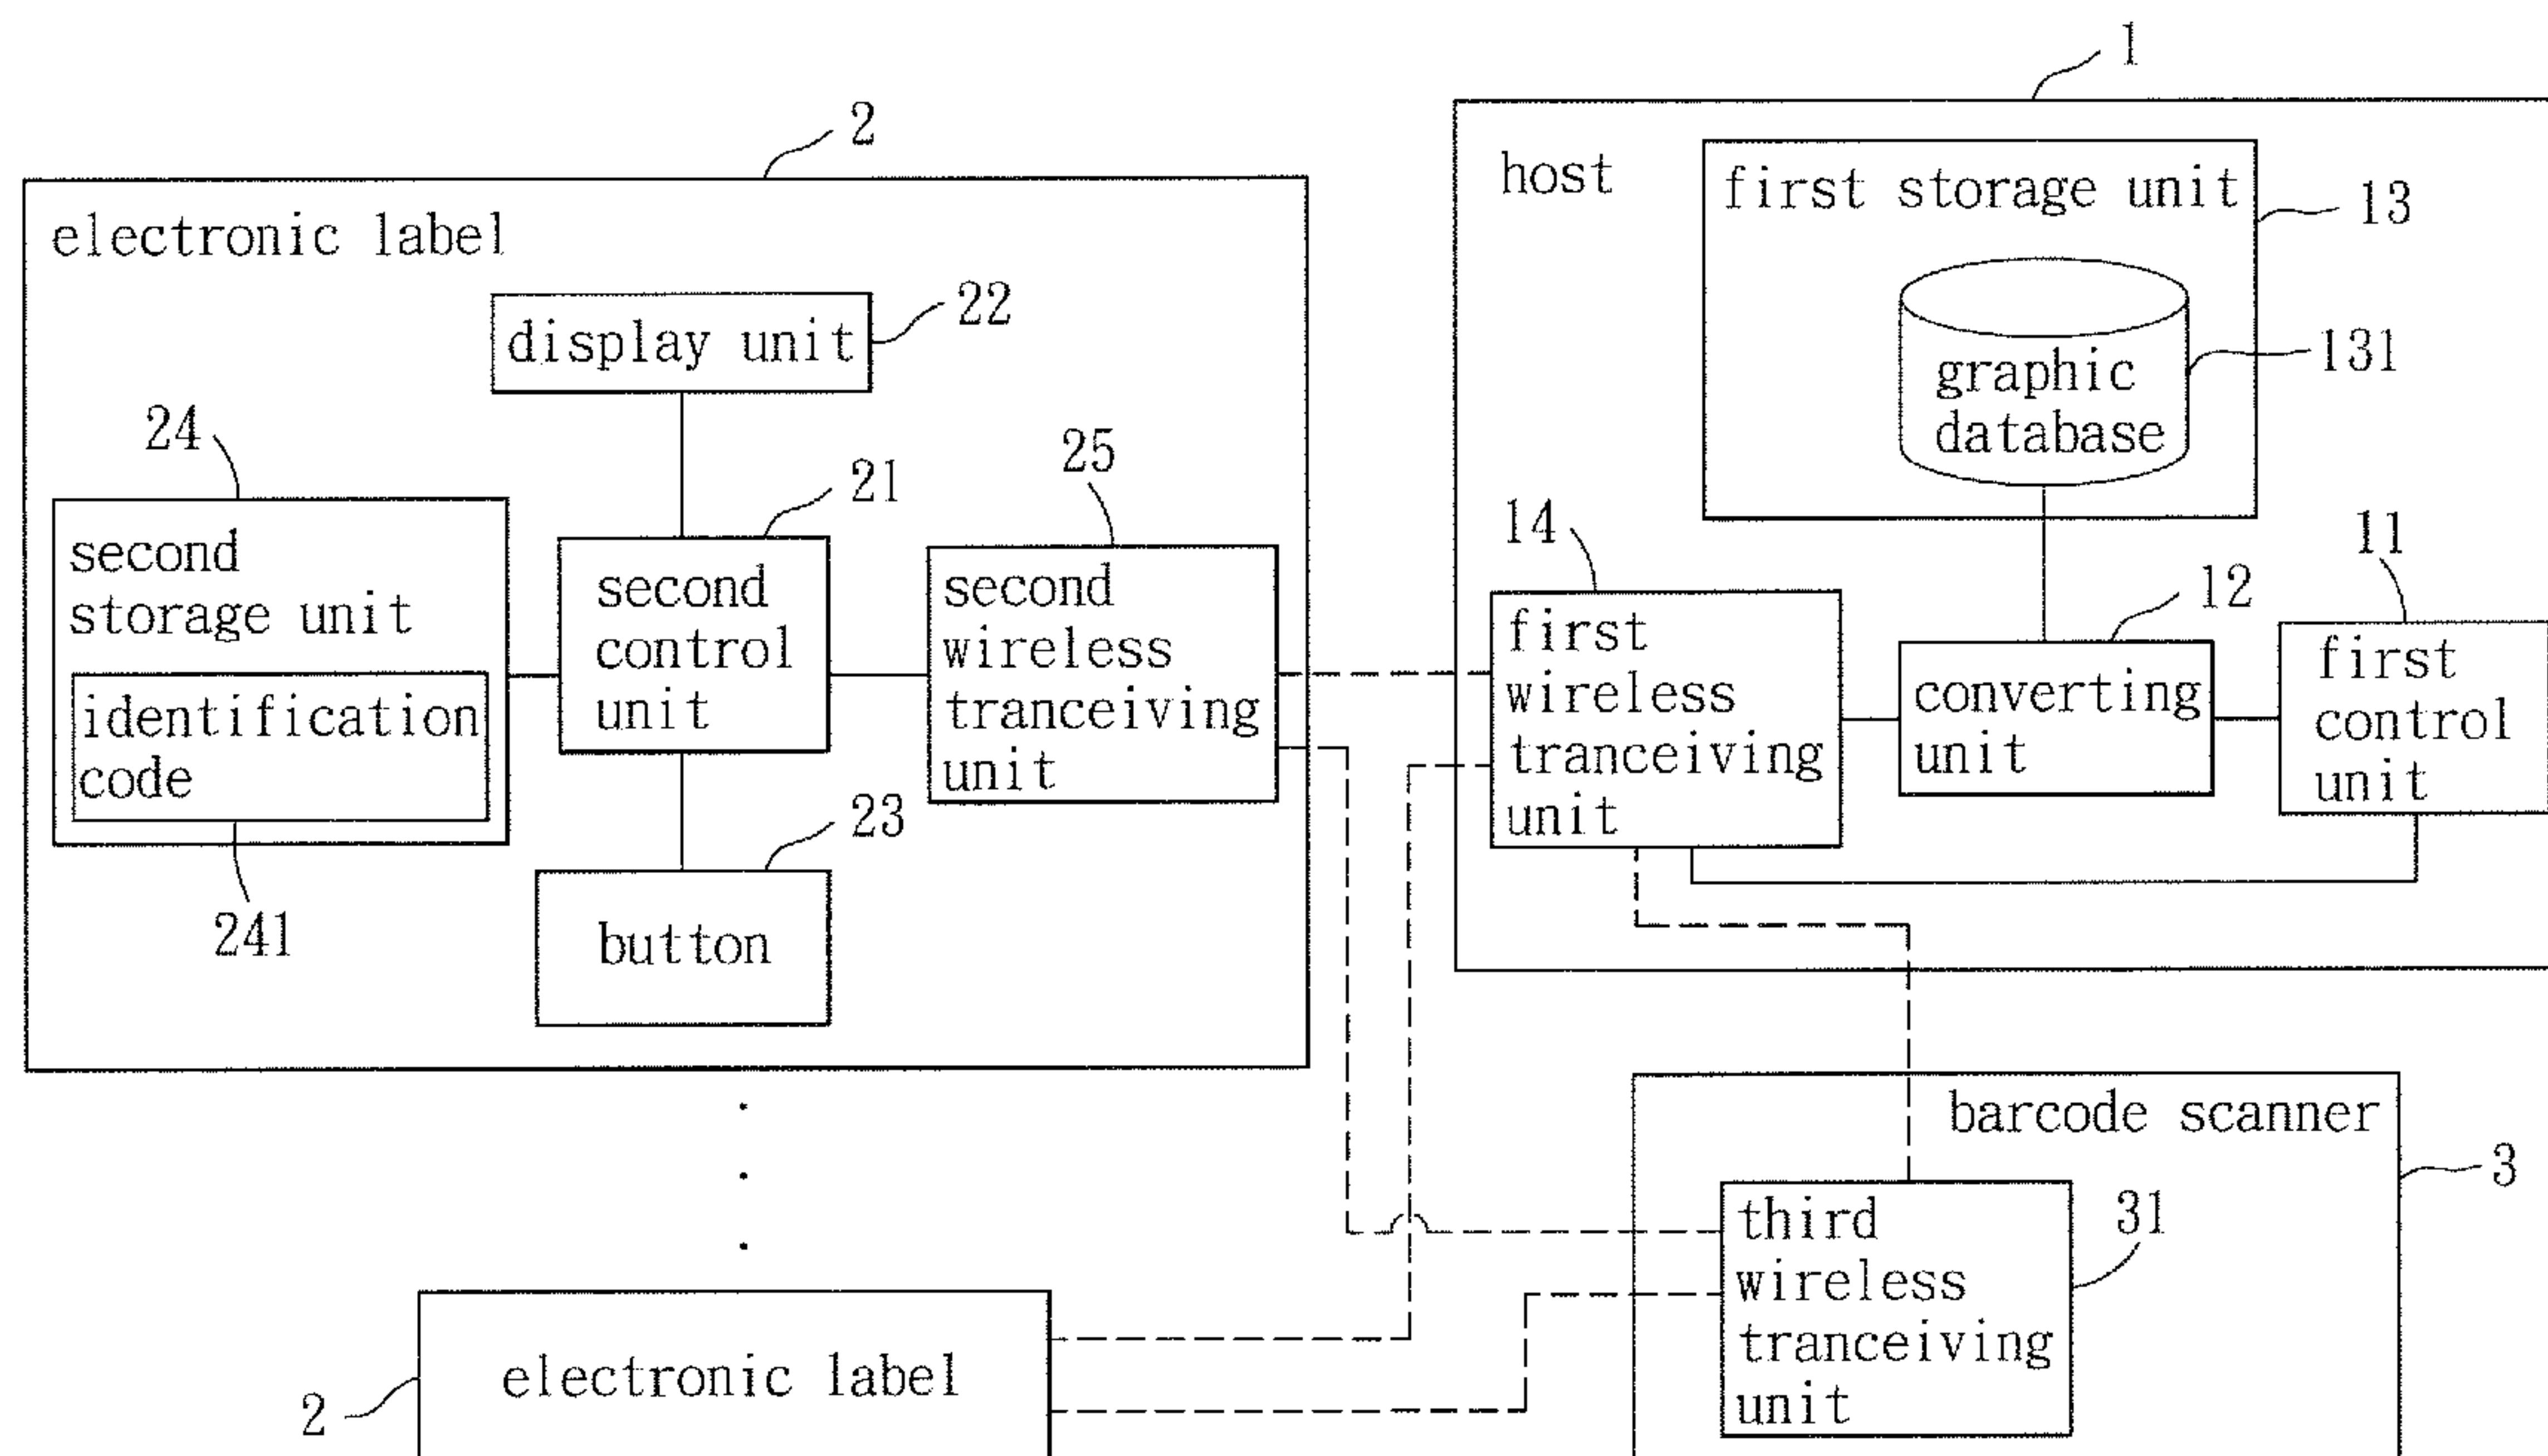 1
2
host
first storage unit
13
electronic label
22
display unit
131
graphic
database
24
25
21
14
11
second
storage unit
second
control
unit
second
wireless
tranceiving
unit
12
first
wireless
tranceiving
unit
converting
unit
first
control
unit
identification
code
23
241
button
barcode scanner
3
31
third
wireless
tranceiving
unit
electronic label
2